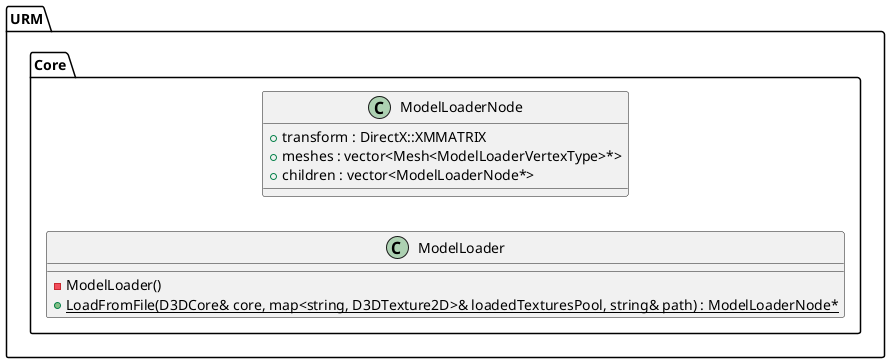 URM
Core
C ModelLoaderNode
transform : DirectX::XMMATRIX
meshes : vector<Mesh<ModelLoaderVertexType>*>
children : vector<ModelLoaderNode*>
C ModelLoader
ModelLoader()
LoadFromFile(D3DCore& core, map<string, D3DTexture2D>& loadedTexturesPool, string& path) : ModelLoaderNode*